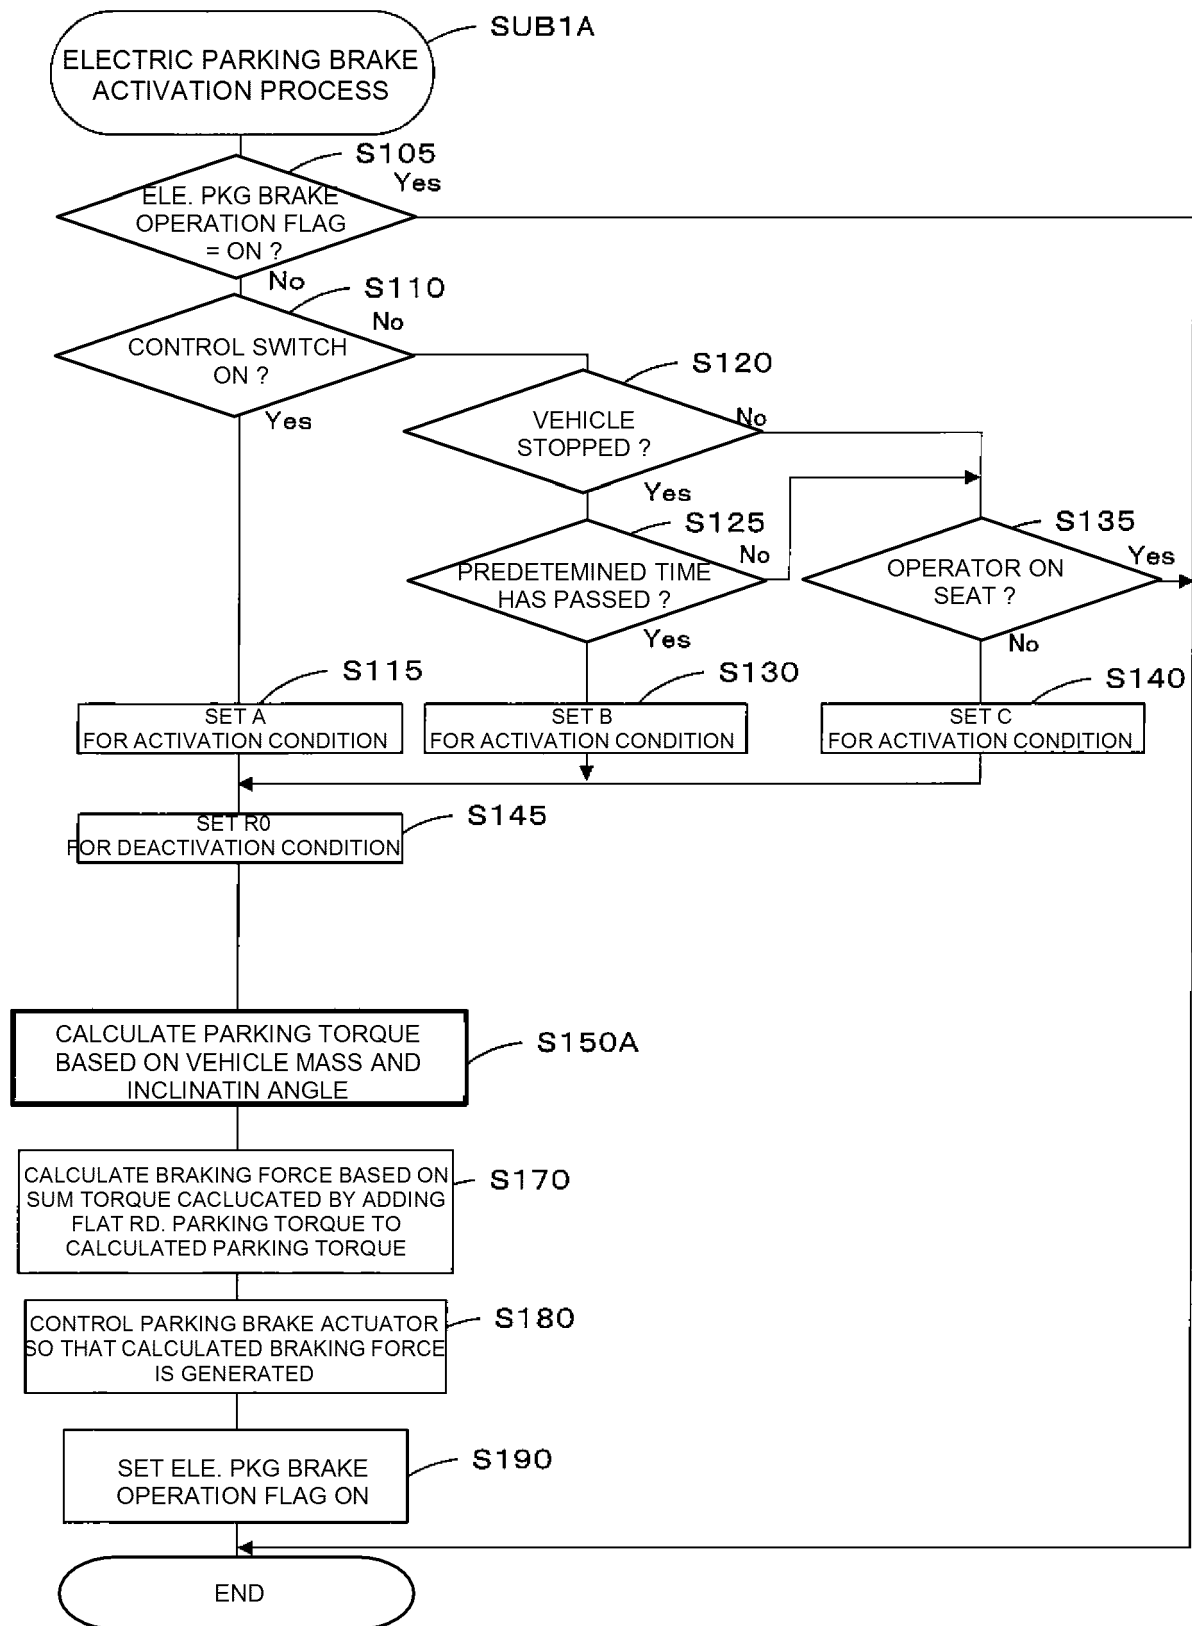 SUB1A
ELECTRIC PARKING BRAKE
ACTIVATION PROCESS
S105
Yes
ELE. PKG BRAKE
OPERATION FLAG
= ON ?
No
S110
No
CONTROL SWITCH
ON ?
Yes
S120
No
VEHICLE
STOPPED ?
Yes
S125
No
PREDETEMINED TIME
HAS PASSED ?
Yes
S135
Yes
OPERATOR ON
SEAT ?
No
S115
SET A
FOR ACTIVATION CONDITION
S130
SET B
FOR ACTIVATION CONDITION
S140
SET C
FOR ACTIVATION CONDITION
S145
SET R0
FOR DEACTIVATION CONDITION
S150A
CALCULATE PARKING TORQUE
BASED ON VEHICLE MASS AND
INCLINATIN ANGLE
S170
CALCULATE BRAKING FORCE BASED ON
SUM TORQUE CACLUCATED BY ADDING
FLAT RD. PARKING TORQUE TO
CALCULATED PARKING TORQUE
S180
CONTROL PARKING BRAKE ACTUATOR
SO THAT CALCULATED BRAKING FORCE
IS GENERATED
S190
SET ELE. PKG BRAKE
OPERATION FLAG ON
END